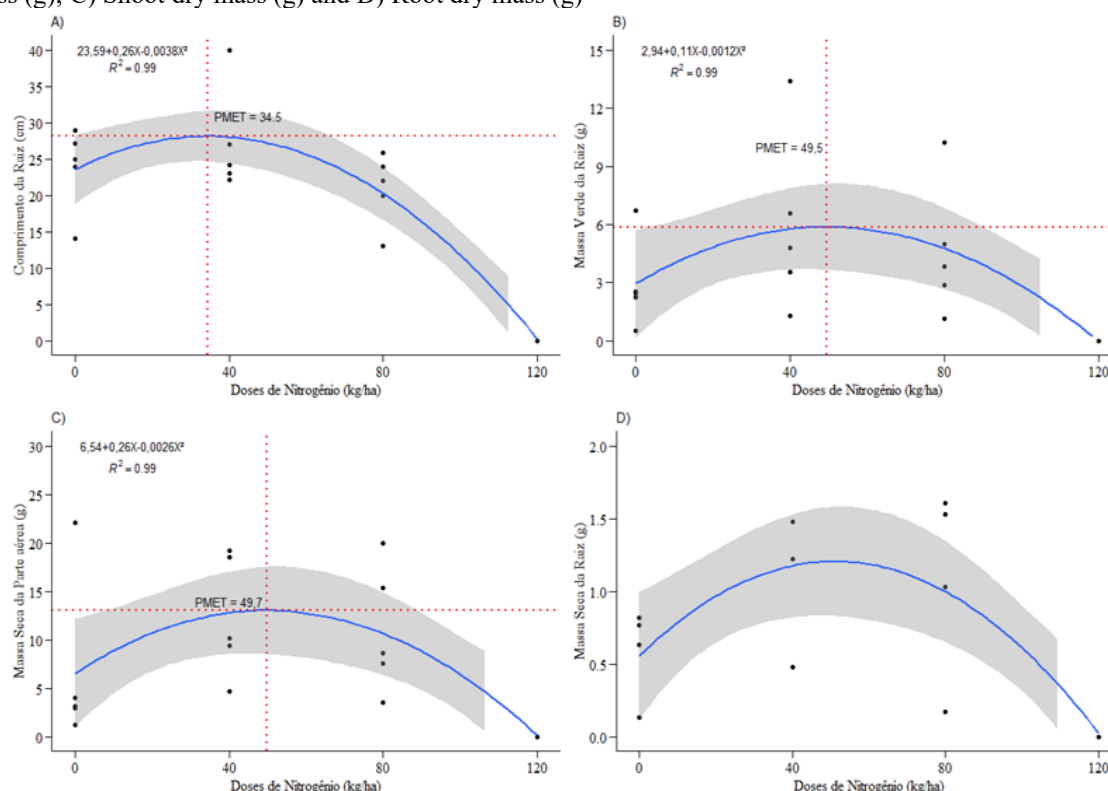 ss (g), C) Shoot dry mass (g) and D) Root dry mass (g)
A)
23,59+0,26X-0,0038X²
R² = 0.99
PMET = 34.5
Comprimento da Raiz (cm)
40
35
30
25
20
15
10
5
0
0 40 80 120
Doses de Nitrogênio (kg/ha)
B)
2,94+0,11X-0,0012X²
R² = 0.99
PMET = 49,5
Massa Verde da Raiz (g)
15
12
9
6
3
0
0 40 80 120
Doses de Nitrogênio (kg/ha)
C)
6,54+0,26X-0,0026X²
R² = 0.99
PMET = 49,7
Massa Seca da Parte aérea (g)
30
25
20
15
10
5
0
0 40 80 120
Doses de Nitrogênio (kg/ha)
D)
Massa Seca da Raiz (g)
2.0
1.5
1.0
0.5
0.0
0 40 80 120
Doses de Nitrogênio (kg/ha)